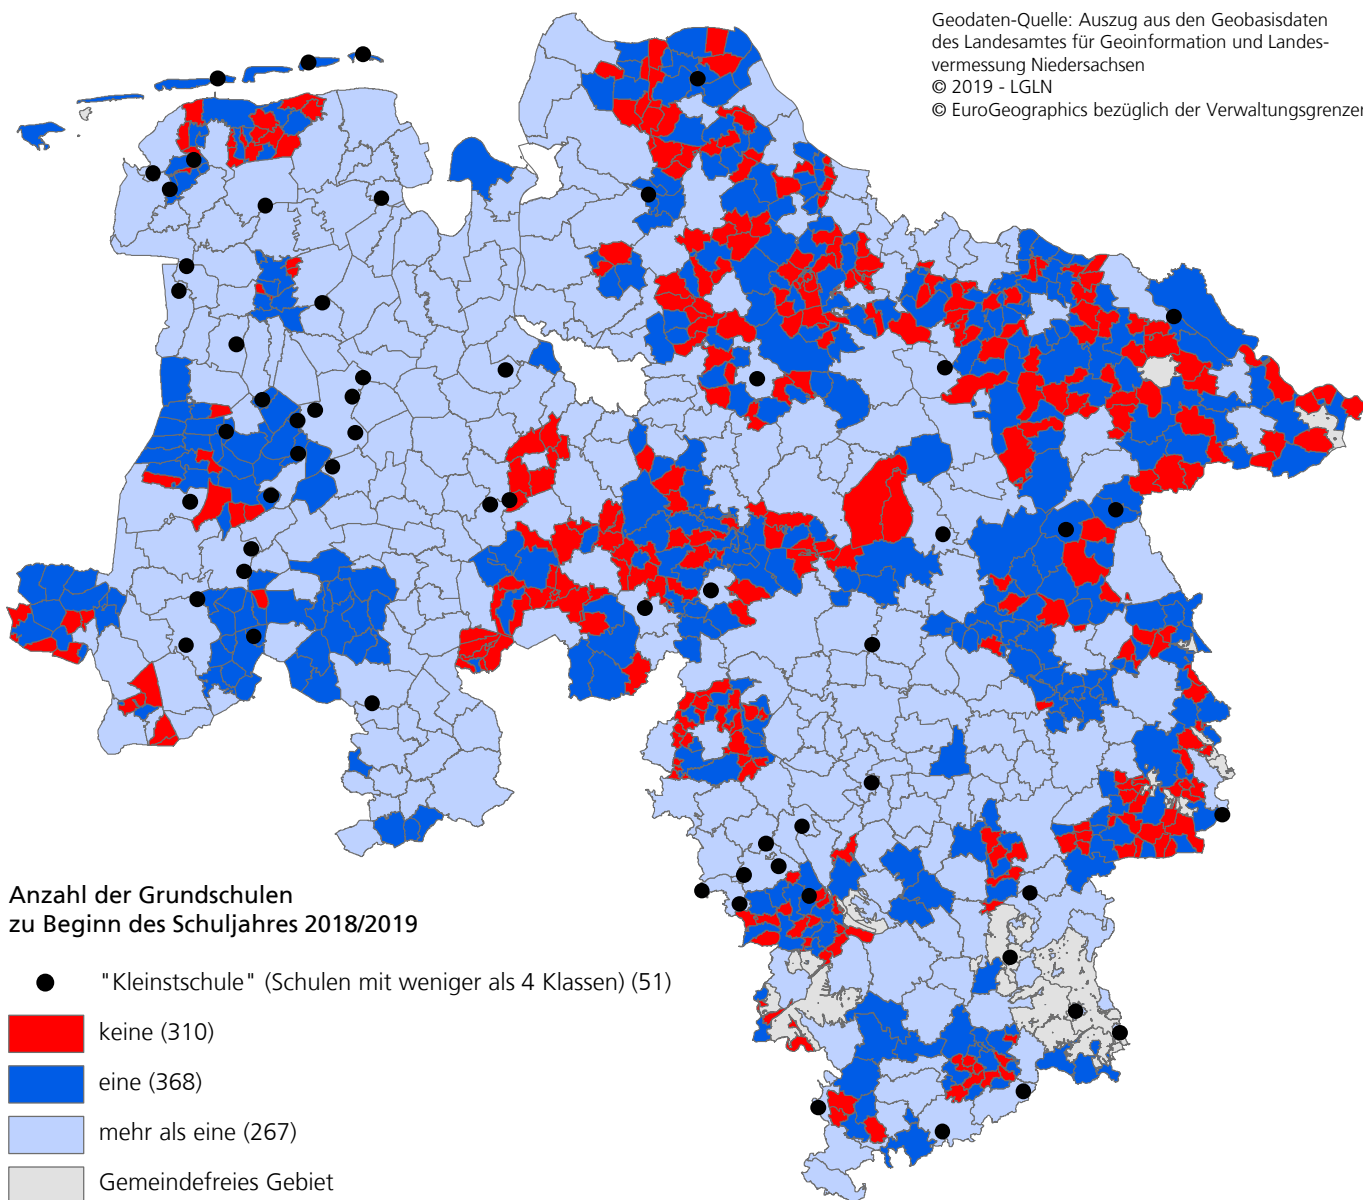 Geodaten-Quelle: Auszug aus den Geobasisdaten
des Landesamtes für Geoinformation und Landes-
vermessung Niedersachsen
© 2019 - LGLN
© EuroGeographics bezüglich der Verwaltungsgrenzen
Anzahl der Grundschulen
zu Beginn des Schuljahres 2018/2019
"Kleinstschule" (Schulen mit weniger als 4 Klassen) (51)
keine (310)
eine (368)
mehr als eine (267)
Gemeindefreies Gebiet